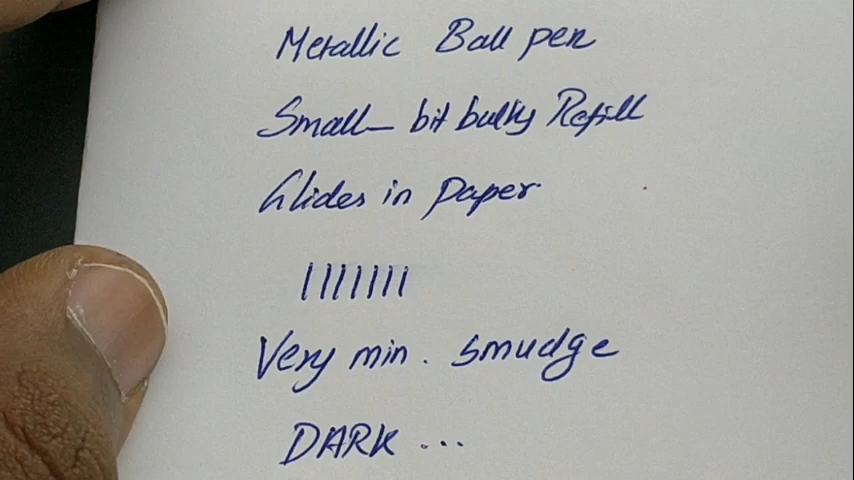 Metallic Ball pen
Small bit bulky Refill
Glides in paper
|||||||
Very min. smudge
DARK ...